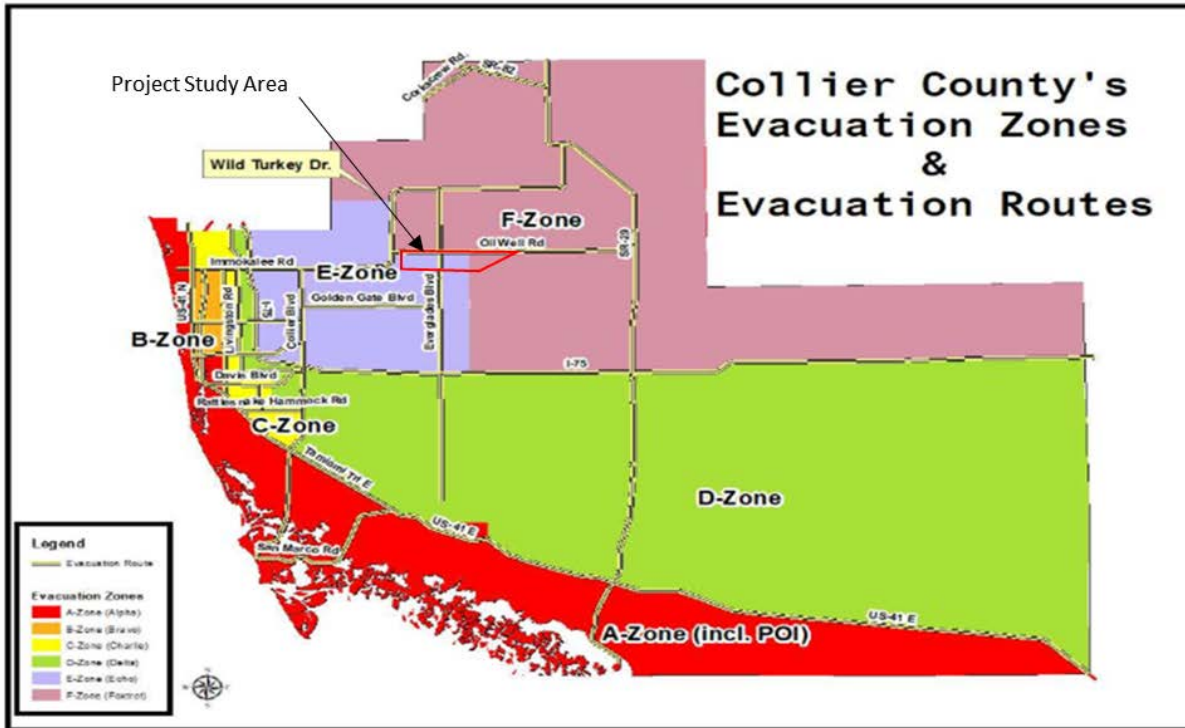 Project Study Area
Collier County's
Evacuation Zones
&
Evacuation Routes
Corkscrew Rd.
SR-82
Wild Turkey Dr.
F-Zone
Oil Well Rd
SR-29
Immokalee Rd
E-Zone
US-41 N
Livingston Rd
I-75
Collier Blvd
Golden Gate Blvd
Everglades Blvd
B-Zone
I-75
Davis Blvd
Rattlesnake Hammock Rd
C-Zone
Tamiami Trl E
D-Zone
US-41 E
San Marco Rd
US-41 E
A-Zone (incl. POI)
Legend
Evacuation Route
Evacuation Zones
A-Zone (Alpha)
B-Zone (Bravo)
C-Zone (Charlie)
D-Zone (Delta)
E-Zone (Echo)
F-Zone (Foxtrot)